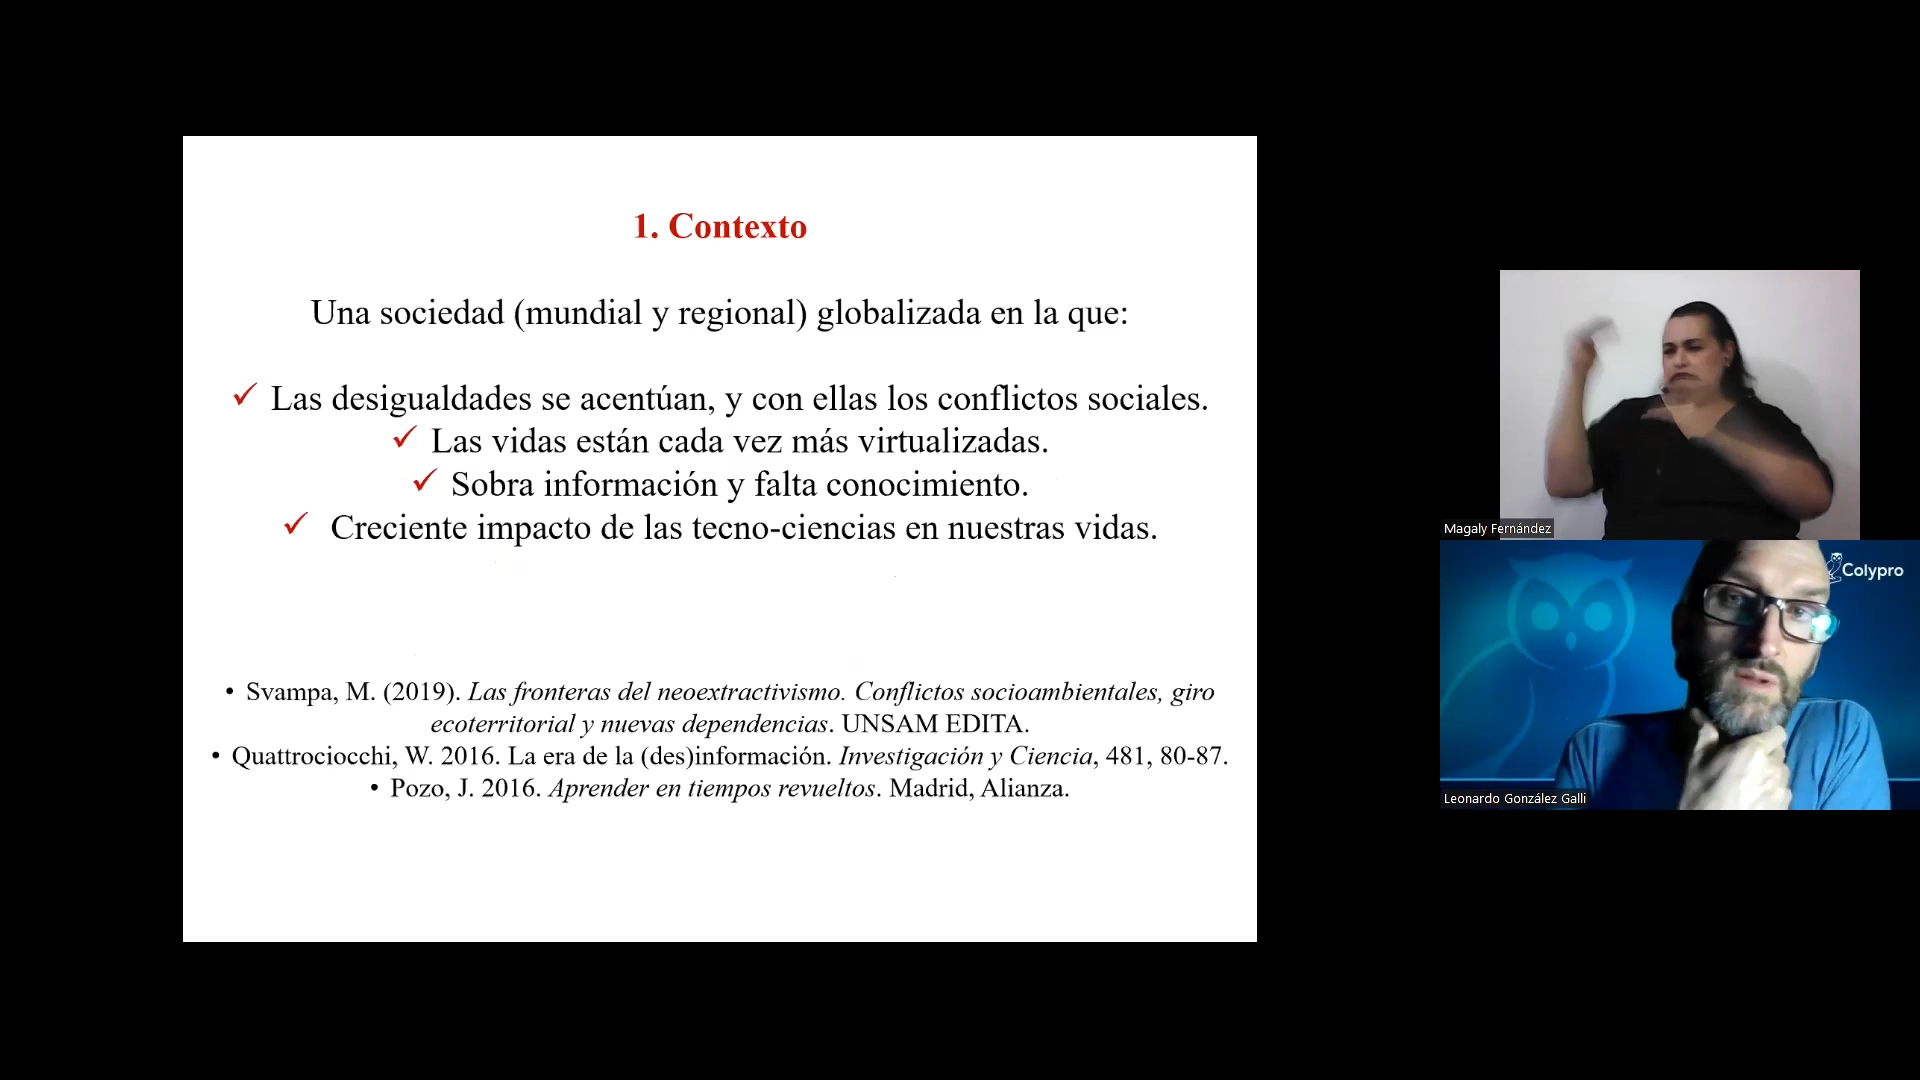 1. Contexto
Una sociedad (mundial y regional) globalizada en la que:
✓ Las desigualdades se acentúan, y con ellas los conflictos sociales.
✓ Las vidas están cada vez más virtualizadas.
✓ Sobra información y falta conocimiento.
✓ Creciente impacto de las tecno-ciencias en nuestras vidas.
• Svampa, M. (2019). Las fronteras del neoextractivismo. Conflictos socioambientales, giro
ecoterritorial y nuevas dependencias. UNSAM EDITA.
• Quattrociocchi, W. 2016. La era de la (des)información. Investigación y Ciencia, 481, 80-87.
• Pozo, J. 2016. Aprender en tiempos revueltos. Madrid, Alianza.
Magaly Fernández
Colypro
Leonardo González Galli